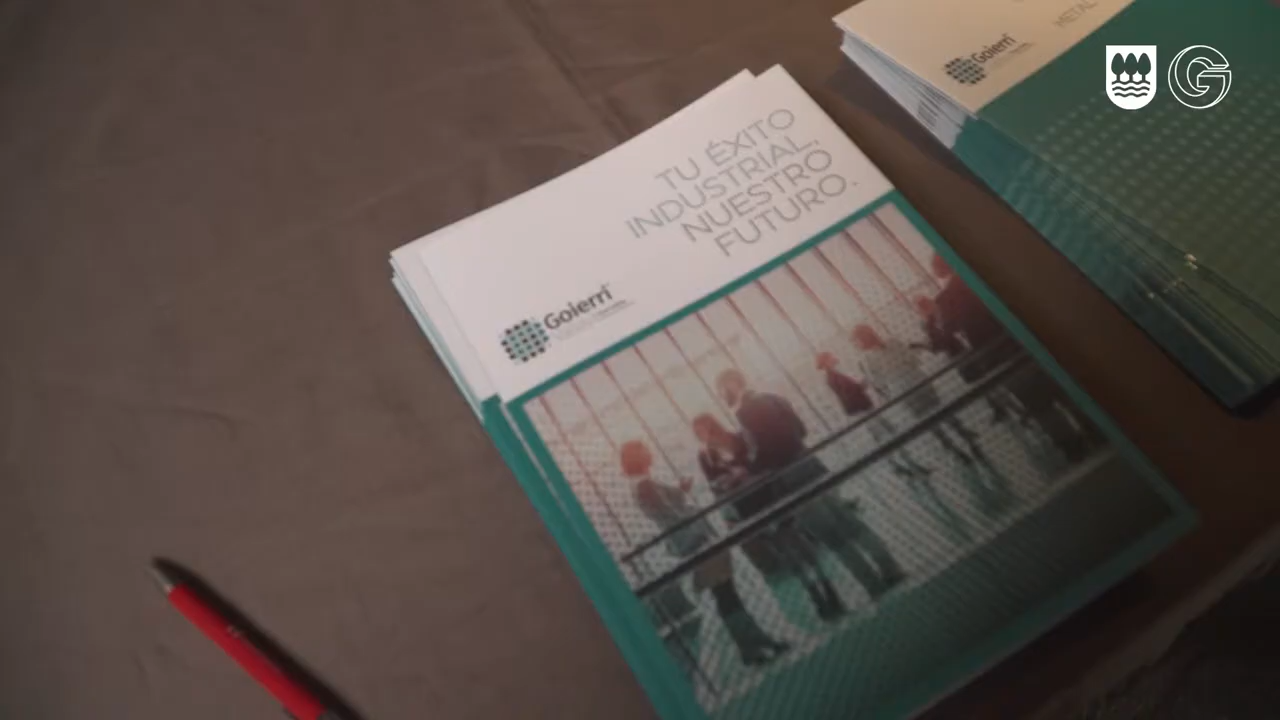 TU ÉXITO
INDUSTRIAL,
NUESTRO
FUTURO.
Goierri
METAL
Goierri
G